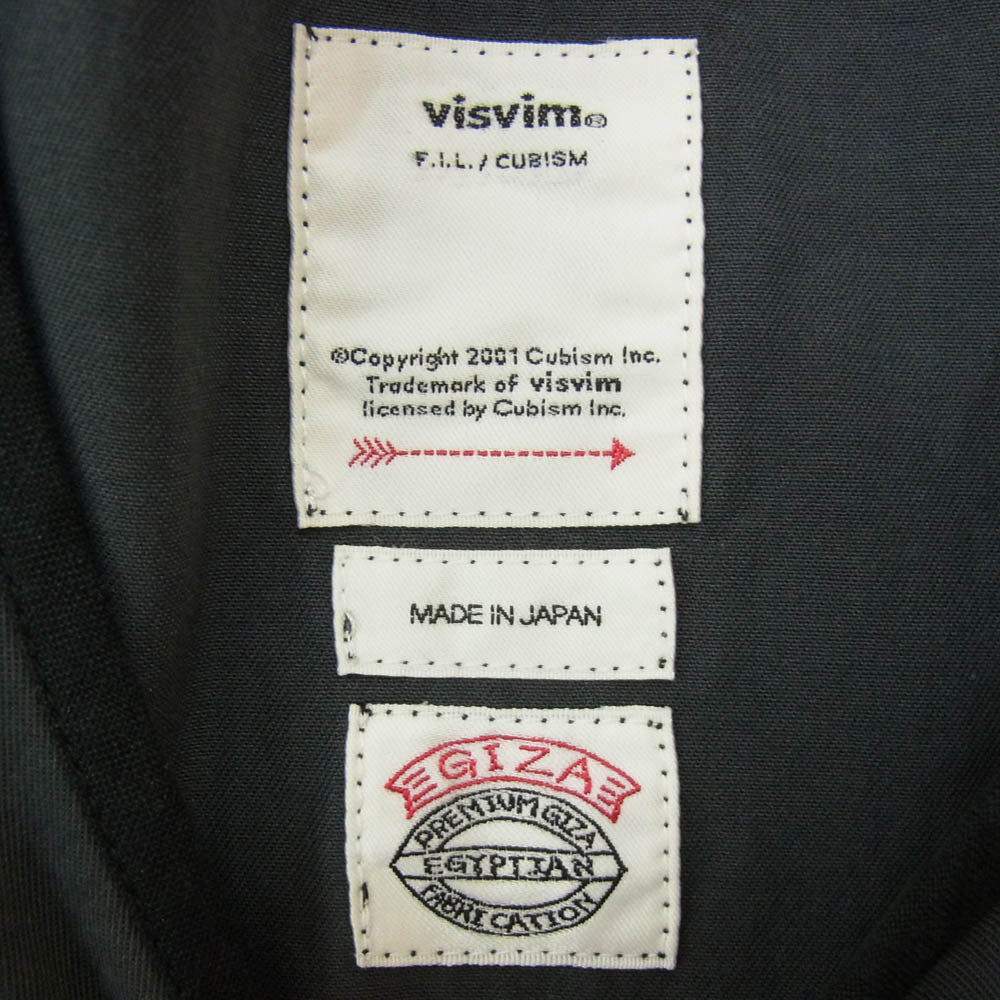 visvim®
F.I.L. / CUBISM
©Copyright 2001 Cubism Inc.
Trademark of visvim
licensed by Cubism Inc.
MADE IN JAPAN
GIZA
PREMIUM GIZA
EGYPTIAN
FABRICATION